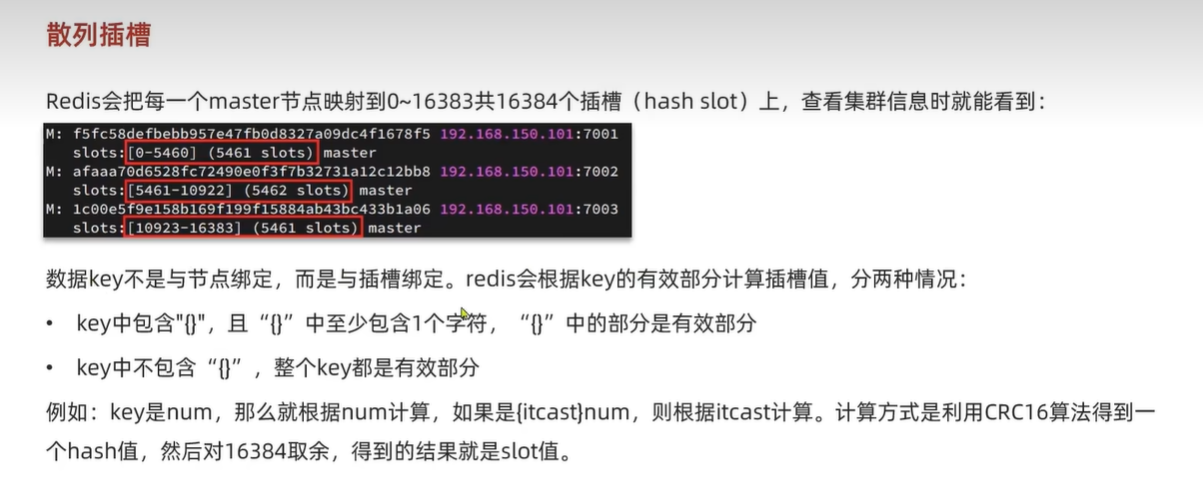 散列插槽
Redis会把每一个master节点映射到0~16383共16384个插槽（hash slot）上，查看集群信息时就能看到：
M: f5fc58defbebb957e47fb0d8327a09dc4f1678f5 192.168.150.101:7001
slots:[0-5460] (5461 slots) master
M: afaaa70d6528fc72490e0f3f7b32731a12c12bb8 192.168.150.101:7002
slots:[5461-10922] (5462 slots) master
M: 1c00e5f9e158b169f199f15884ab43bc433b1a06 192.168.150.101:7003
slots:[10923-16383] (5461 slots) master
数据key不是与节点绑定，而是与插槽绑定。redis会根据key的有效部分计算插槽值，分两种情况：
• key中包含"{}"，且“{}”中至少包含1个字符，“{}”中的部分是有效部分
• key中不包含“{}”，整个key都是有效部分
例如：key是num，那么就根据num计算，如果是{itcast}num，则根据itcast计算。计算方式是利用CRC16算法得到一
个hash值，然后对16384取余，得到的结果就是slot值。